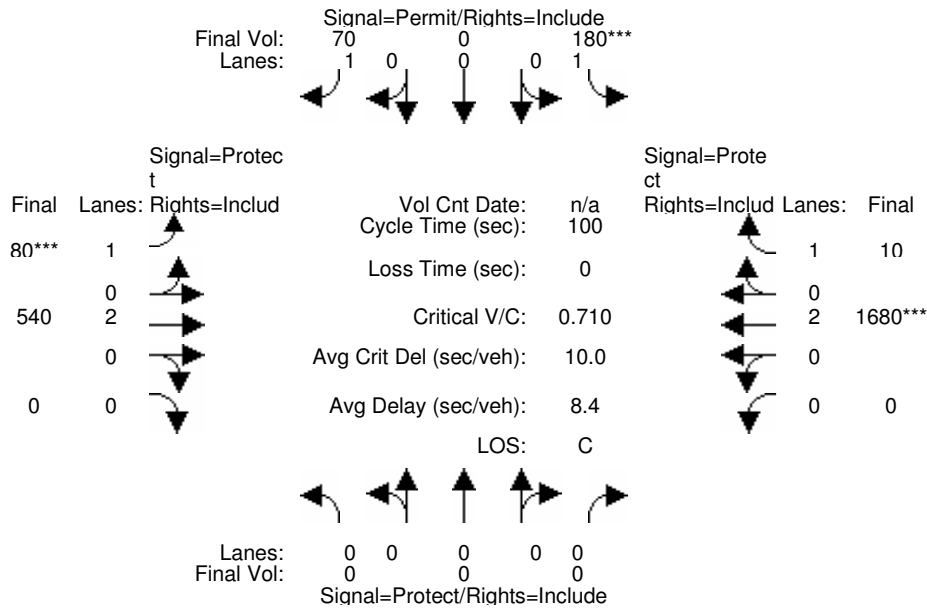 Signal=Permit/Rights=Include
Final Vol: 70 0 180***
Lanes: 1 0 0 0 1
Signal=Protec
t
Signal=Prote
ct
Final Lanes: Rights=Includ Vol Cnt Date: n/a Rights=Includ Lanes: Final
Cycle Time (sec): 100
80*** 1 1 10
Loss Time (sec): 0
0 0
540 2 Critical V/C: 0.710 2 1680***
0 Avg Crit Del (sec/veh): 10.0 0
0 0 Avg Delay (sec/veh): 8.4 0 0
LOS: C
Lanes: 0 0 0 0 0
Final Vol: 0 0 0
Signal=Protect/Rights=Include